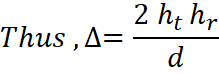 Thus , Δ= 2 h_t h_r / d